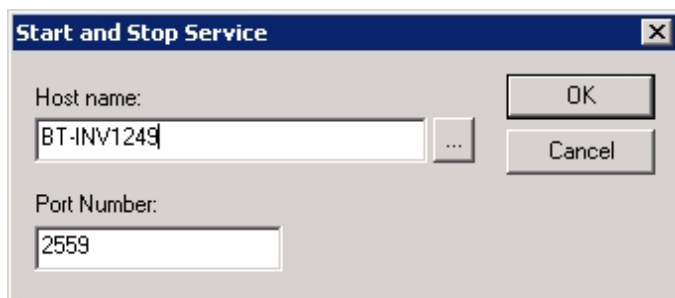 Start and Stop Service
Host name:
OK
BT-INV1249
...
Cancel
Port Number:
2559